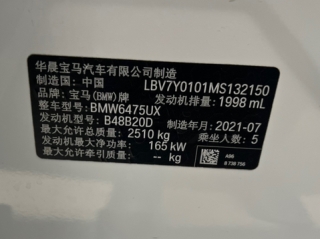 华晨宝马汽车有限公司制造
制造国: 中国 LBV7Y0101MS132150
品牌: 宝马(BMW)牌 发动机排量: 1998 mL
整车型号: BMW6475UX
发动机型号: B48B20D 制造年月: 2021-07
最大允许总质量: 2510 kg 乘坐人数: 5
发动机最大净功率: 165 kW
最大允许牵引质量: -- kg